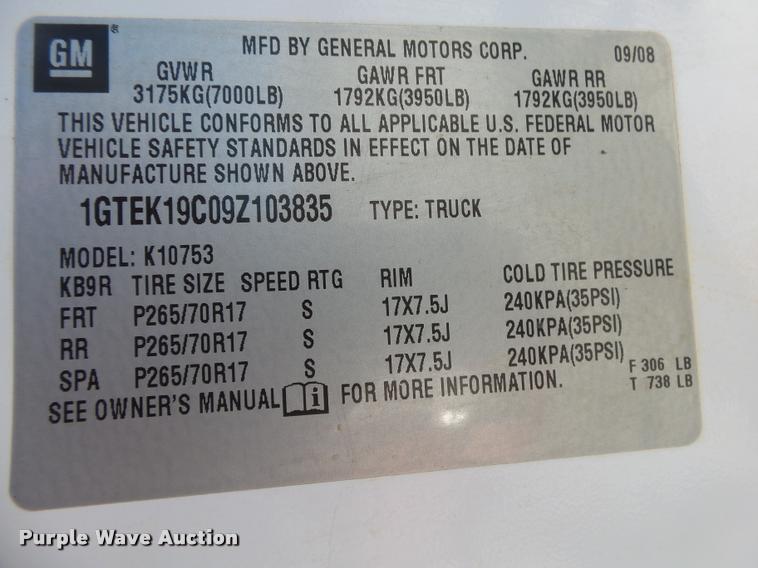 GM®
MFD BY GENERAL MOTORS CORP. 09/08
GVWR GAWR FRT GAWR RR
3175KG(7000LB) 1792KG(3950LB) 1792KG(3950LB)
THIS VEHICLE CONFORMS TO ALL APPLICABLE U.S. FEDERAL MOTOR
VEHICLE SAFETY STANDARDS IN EFFECT ON THE DATE OF
MANUFACTURE SHOWN ABOVE.
1GTEK19C09Z103835 TYPE: TRUCK
MODEL: K10753
KB9R TIRE SIZE SPEED RTG RIM COLD TIRE PRESSURE
FRT P265/70R17 S 17X7.5J 240KPA(35PSI)
RR P265/70R17 S 17X7.5J 240KPA(35PSI)
SPA P265/70R17 S 17X7.5J 240KPA(35PSI)
F 306 LB
T 738 LB
SEE OWNER'S MANUAL i FOR MORE INFORMATION.
Purple Wave Auction